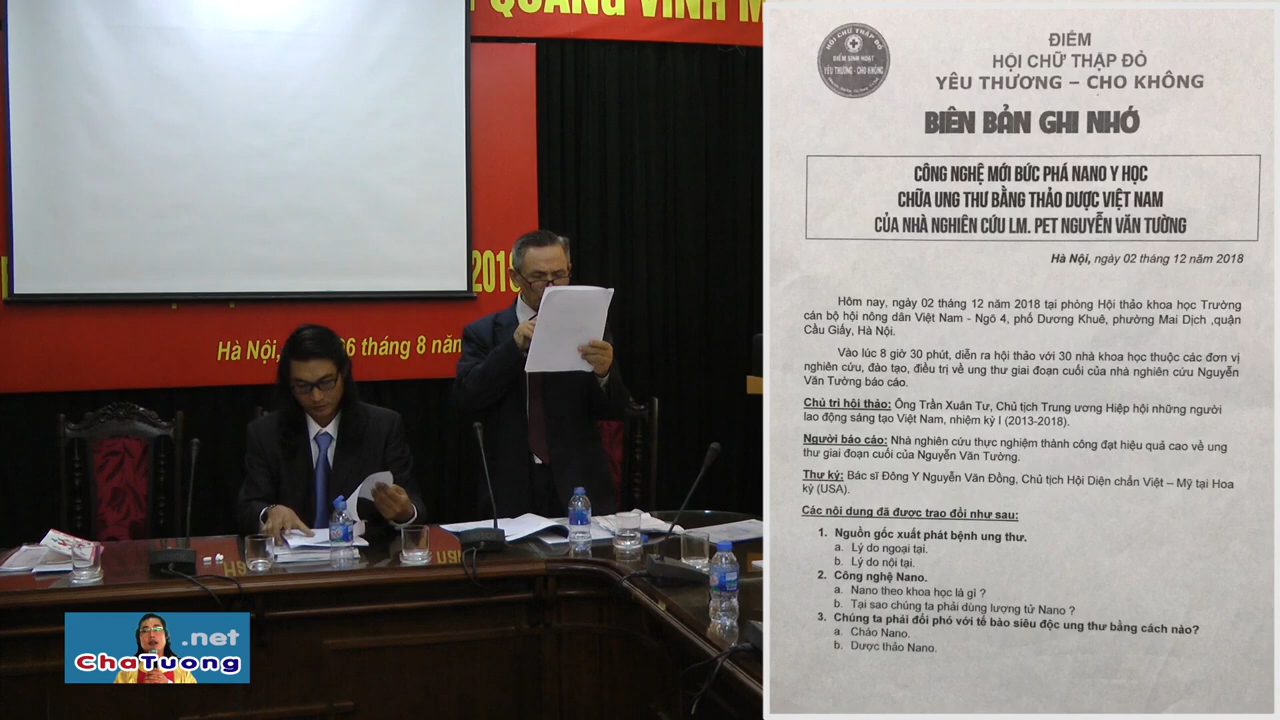 QUANG VINH M
2018
Hà Nội, 06 tháng 8 năm
HSN
USH
ChaTuong.net
HỘI CHỮ THẬP ĐỎ
ĐIỂM SINH HOẠT
YÊU THƯƠNG - CHO KHÔNG
ĐIỂM
HỘI CHỮ THẬP ĐỎ
YÊU THƯƠNG – CHO KHÔNG
BIÊN BẢN GHI NHỚ
CÔNG NGHỆ MỚI BỨC PHÁ NANO Y HỌC
CHỮA UNG THƯ BẰNG THẢO DƯỢC VIỆT NAM
CỦA NHÀ NGHIÊN CỨU LM. PET NGUYỄN VĂN TƯỜNG
Hà Nội, ngày 02 tháng 12 năm 2018
Hôm nay, ngày 02 tháng 12 năm 2018 tại phòng Hội thảo khoa học Trường
cán bộ hội nông dân Việt Nam - Ngõ 4, phố Dương Khuê, phường Mai Dịch ,quận
Cầu Giấy, Hà Nội.
Vào lúc 8 giờ 30 phút, diễn ra hội thảo với 30 nhà khoa học thuộc các đơn vị
nghiên cứu, đào tạo, điều trị về ung thư giai đoạn cuối của nhà nghiên cứu Nguyễn
Văn Tường báo cáo.
Chủ trì hội thảo: Ông Trần Xuân Tư, Chủ tịch Trung ương Hiệp hội những người
lao động sáng tạo Việt Nam, nhiệm kỳ I (2013-2018).
Người báo cáo: Nhà nghiên cứu thực nghiệm thành công đạt hiệu quả cao về ung
thư giai đoạn cuối của Nguyễn Văn Tường.
Thư ký: Bác sĩ Đông Y Nguyễn Văn Đồng, Chủ tịch Hội Diện chẩn Việt – Mỹ tại Hoa
kỳ (USA).
Các nội dung đã được trao đổi như sau:
1. Nguồn gốc xuất phát bệnh ung thư.
a. Lý do ngoại tại.
b. Lý do nội tại.
2. Công nghệ Nano.
a. Nano theo khoa học là gì ?
b. Tại sao chúng ta phải dùng lượng tử Nano ?
3. Chúng ta phải đối phó với tế bào siêu độc ung thư bằng cách nào?
a. Cháo Nano.
b. Dược thảo Nano.